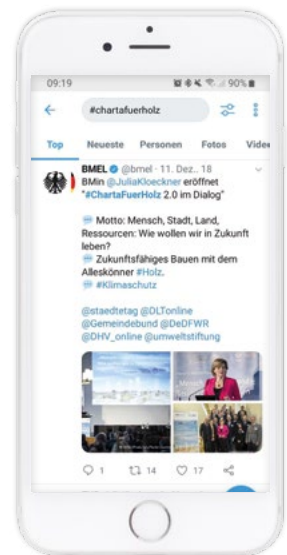 09:19 90%
#chartafuerholz
Top Neueste Personen Fotos Videos
BMEL @bmel · 11. Dez.. 18
BMin @JuliaKloeckner eröffnet
"#ChartaFuerHolz 2.0 im Dialog"
Motto: Mensch, Stadt, Land,
Ressourcen: Wie wollen wir in Zukunft
leben?
Zukunftsfähiges Bauen mit dem
Alleskönner #Holz.
#Klimaschutz
@staedtetag @DLTonline
@Gemeindebund @DeDFWR
@DHV_online @umweltstiftung
1 14 17